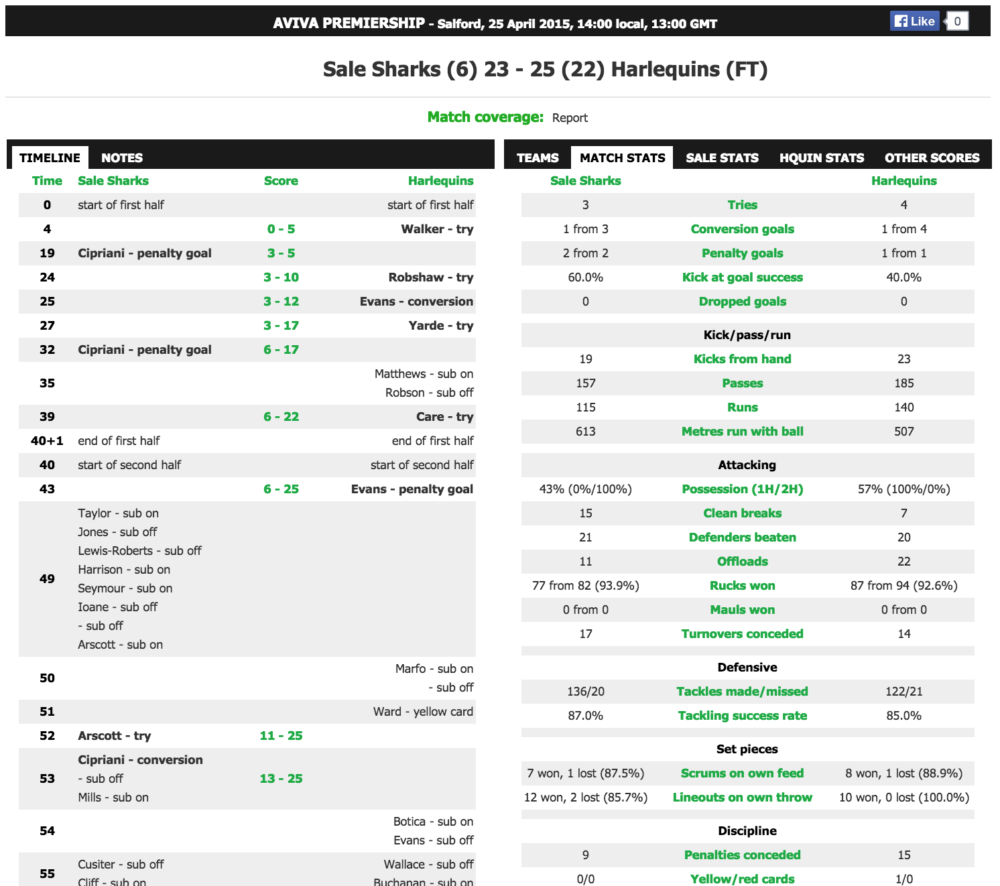 AVIVA PREMIERSHIP - Salford, 25 April 2015, 14:00 local, 13:00 GMT
Like 0
Sale Sharks (6) 23 - 25 (22) Harlequins (FT)
Match coverage: Report
TIMELINE NOTES
Time Sale Sharks Score Harlequins
0 start of first half start of first half
4 0 - 5 Walker - try
19 Cipriani - penalty goal 3 - 5
24 3 - 10 Robshaw - try
25 3 - 12 Evans - conversion
27 3 - 17 Yarde - try
32 Cipriani - penalty goal 6 - 17
35 Matthews - sub on
Robson - sub off
39 6 - 22 Care - try
40+1 end of first half end of first half
40 start of second half start of second half
43 6 - 25 Evans - penalty goal
49 Taylor - sub on
Jones - sub off
Lewis-Roberts - sub off
Harrison - sub on
Seymour - sub on
Ioane - sub off
- sub off
Arscott - sub on
50 Marfo - sub on
- sub off
51 Ward - yellow card
52 Arscott - try 11 - 25
Cipriani - conversion
53 - sub off 13 - 25
Mills - sub on
54 Botica - sub on
Evans - sub off
55 Cusiter - sub off Wallace - sub off
Cliff - sub on Buchanan - sub on
TEAMS MATCH STATS SALE STATS HQUIN STATS OTHER SCORES
Sale Sharks Harlequins
3 Tries 4
1 from 3 Conversion goals 1 from 4
2 from 2 Penalty goals 1 from 1
60.0% Kick at goal success 40.0%
0 Dropped goals 0
Kick/pass/run
19 Kicks from hand 23
157 Passes 185
115 Runs 140
613 Metres run with ball 507
Attacking
43% (0%/100%) Possession (1H/2H) 57% (100%/0%)
15 Clean breaks 7
21 Defenders beaten 20
11 Offloads 22
77 from 82 (93.9%) Rucks won 87 from 94 (92.6%)
0 from 0 Mauls won 0 from 0
17 Turnovers conceded 14
Defensive
136/20 Tackles made/missed 122/21
87.0% Tackling success rate 85.0%
Set pieces
7 won, 1 lost (87.5%) Scrums on own feed 8 won, 1 lost (88.9%)
12 won, 2 lost (85.7%) Lineouts on own throw 10 won, 0 lost (100.0%)
Discipline
9 Penalties conceded 15
0/0 Yellow/red cards 1/0